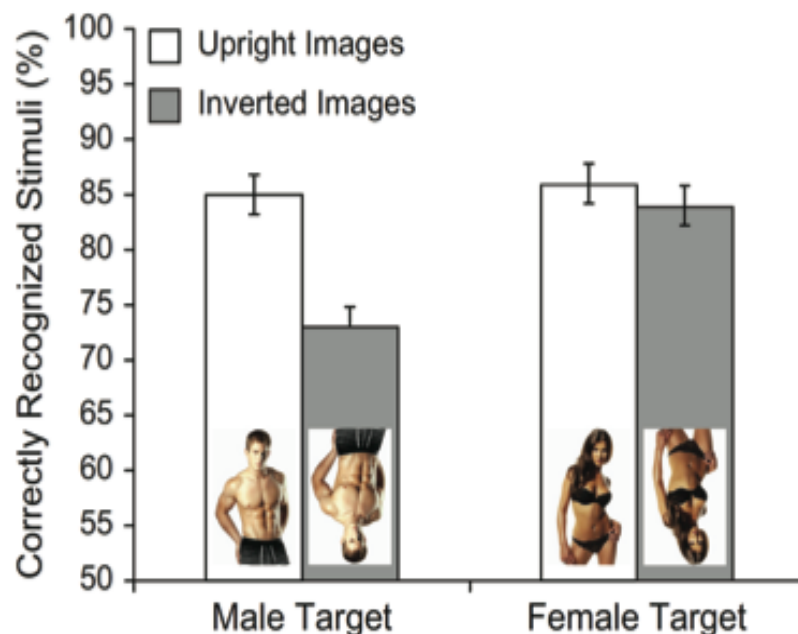 Correctly Recognized Stimuli (%)
100
95
90
85
80
75
70
65
60
55
50
Upright Images
Inverted Images
Male Target
Female Target